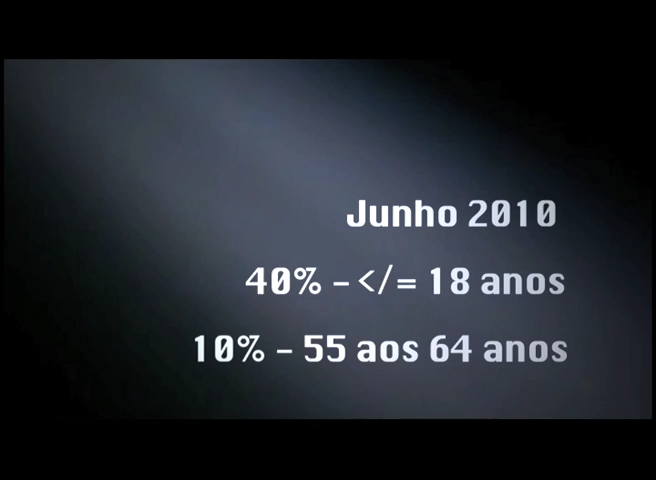 Junho 2010
40% - </= 18 anos
10% - 55 aos 64 anos